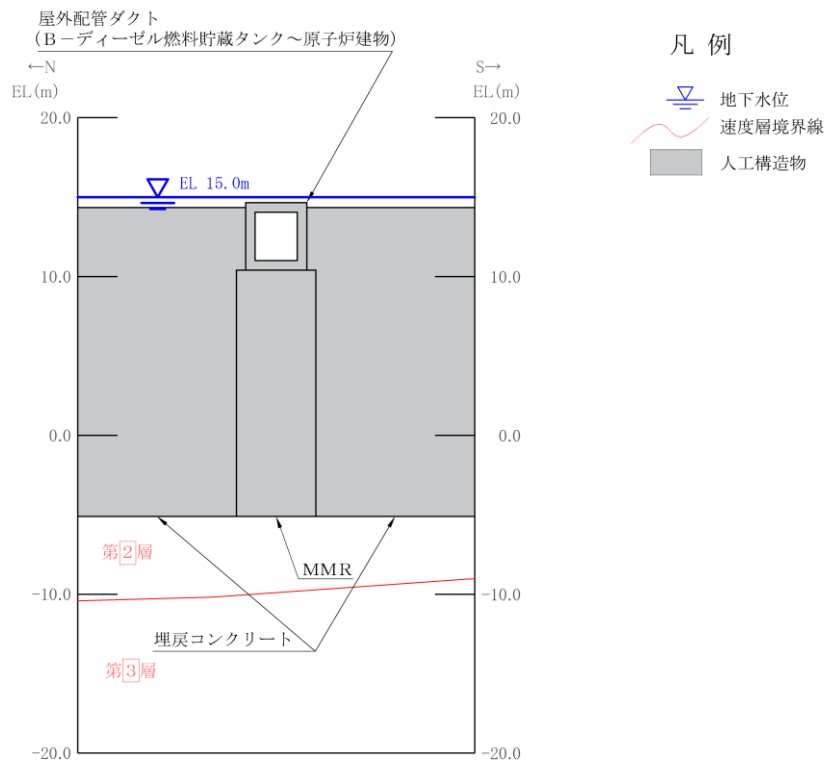 屋外配管ダクト
(B－ディーゼル燃料貯蔵タンク～原子炉建物)
←N
EL(m)
S→
EL(m)
凡 例
地下水位
速度層境界線
人工構造物
20.0
20.0
EL 15.0m
10.0
10.0
0.0
0.0
第2層
MMR
-10.0
-10.0
埋戻コンクリート
第3層
-20.0
-20.0